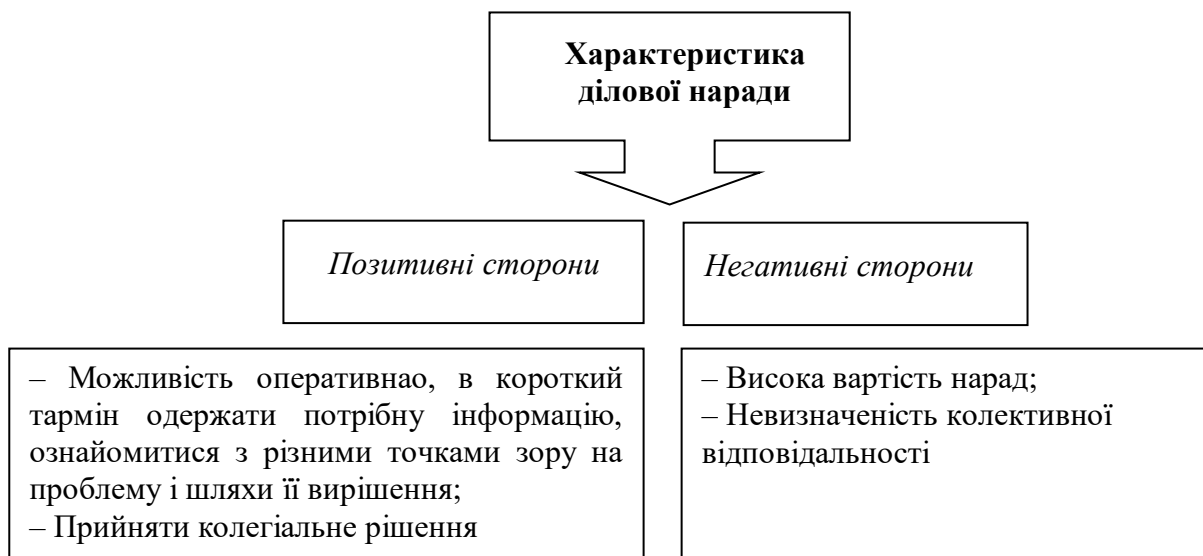 Характеристика
ділової наради
Позитивні сторони
Негативні сторони
– Можливість оперативнао, в короткий
тармін одержати потрібну інформацію,
ознайомитися з різними точками зору на
проблему і шляхи її вирішення;
– Прийняти колегіальне рішення
– Висока вартість нарад;
– Невизначеність колективної
відповідальності